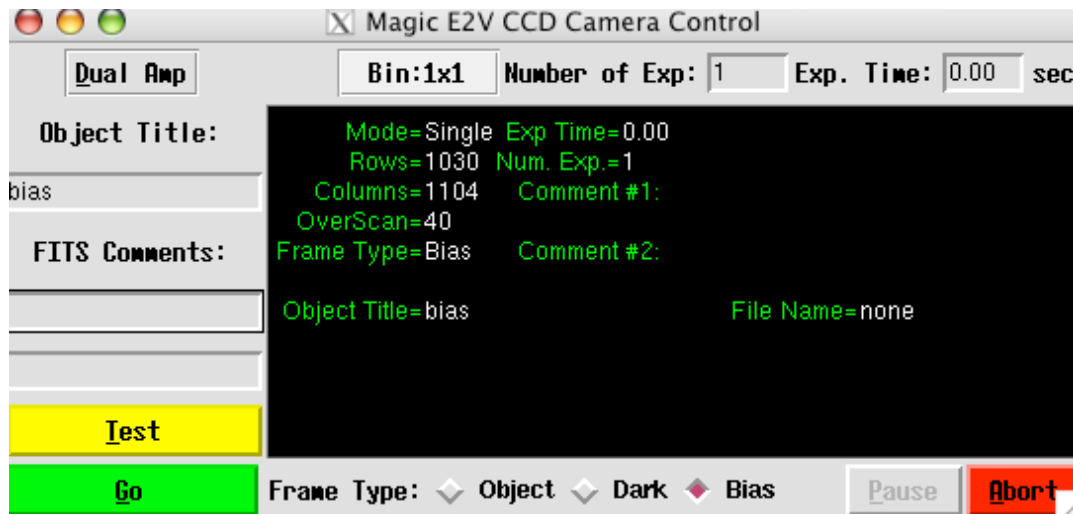 X Magic E2V CCD Camera Control
Dual Amp Bin:1x1 Number of Exp: 1 Exp. Time: 0.00 sec
Object Title:
bias
FITS Comments:
Test
Go
Mode=Single Exp Time=0.00
Rows=1030 Num. Exp.=1
Columns=1104 Comment #1:
OverScan=40
Frame Type=Bias Comment #2:
Object Title=bias File Name=none
Frame Type: Object Dark Bias Pause Abort